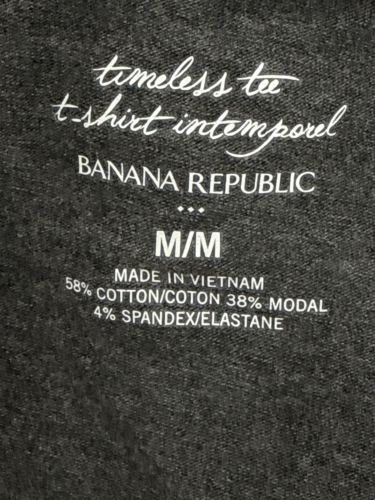 timeless tee
t-shirt intemporel
BANANA REPUBLIC
•••
M/M
MADE IN VIETNAM
58% COTTON/COTON 38% MODAL
4% SPANDEX/ELASTANE